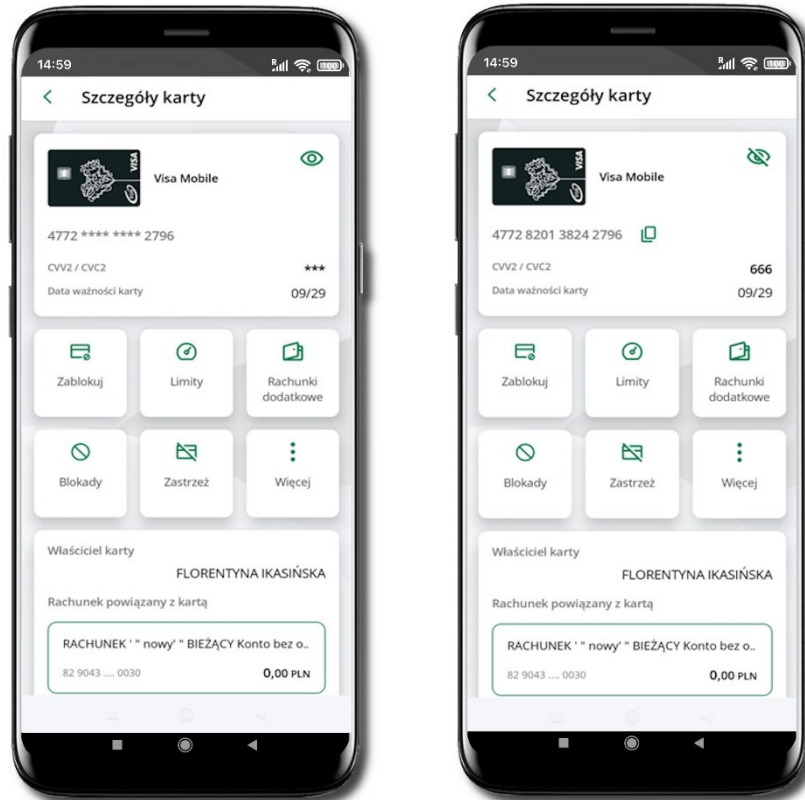 14:59
Szczegóły karty
VISA
Visa Mobile
4772 **** **** 2796
CVV2 / CVC2 ***
Data ważności karty 09/29
Zablokuj Limity Rachunki
dodatkowe
Blokady Zastrzeż Więcej
Właściciel karty
FLORENTYNA IKASIŃSKA
Rachunek powiązany z kartą
RACHUNEK ' " nowy' " BIEŻĄCY Konto bez o..
82 9043 .... 0030 0,00 PLN
14:59
Szczegóły karty
VISA
Visa Mobile
4772 8201 3824 2796
CVV2 / CVC2 666
Data ważności karty 09/29
Zablokuj Limity Rachunki
dodatkowe
Blokady Zastrzeż Więcej
Właściciel karty
FLORENTYNA IKASIŃSKA
Rachunek powiązany z kartą
RACHUNEK ' " nowy' " BIEŻĄCY Konto bez o..
82 9043 .... 0030 0,00 PLN